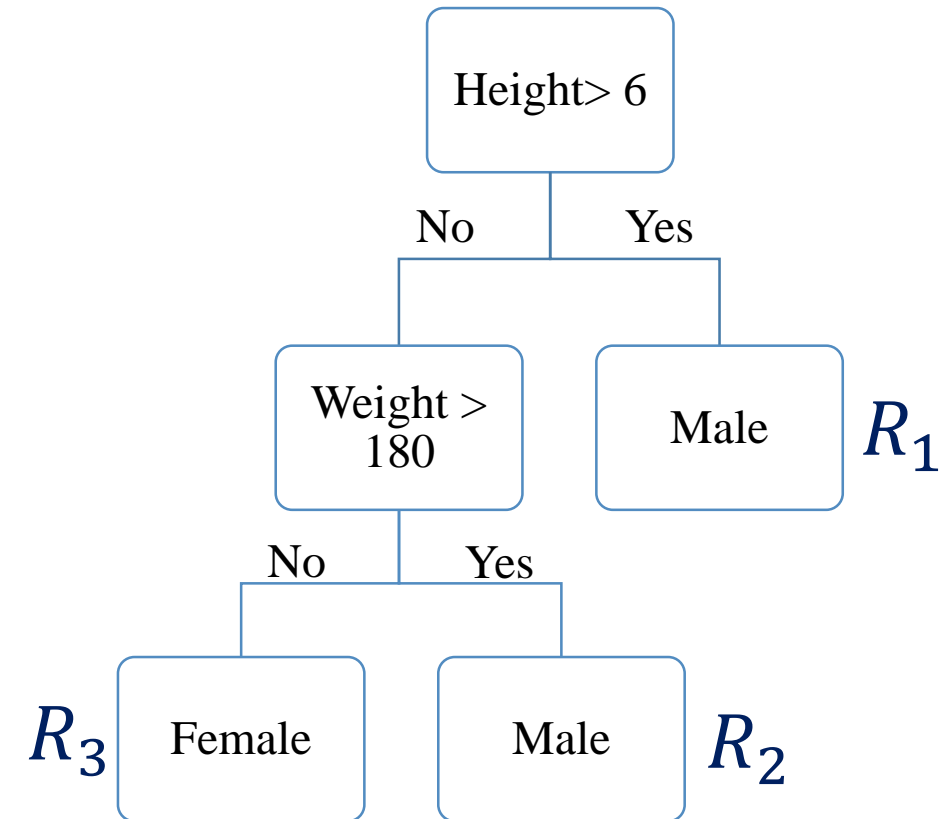 Height> 6
No
Yes
Weight >
180
Male
R₁
No
Yes
R₃
Female
Male
R₂